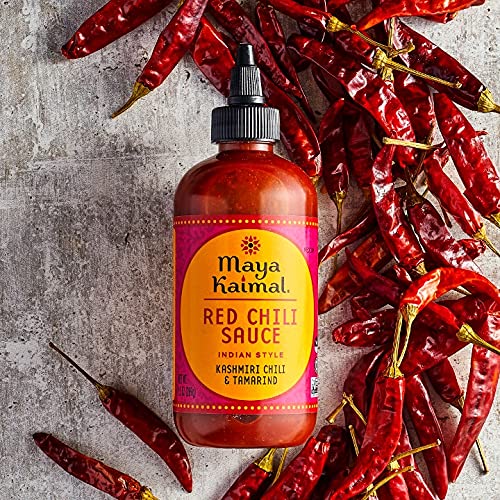 Maya
Kaimal
RED CHILI
SAUCE
INDIAN STYLE
KASHMIRI CHILI
& TAMARIND